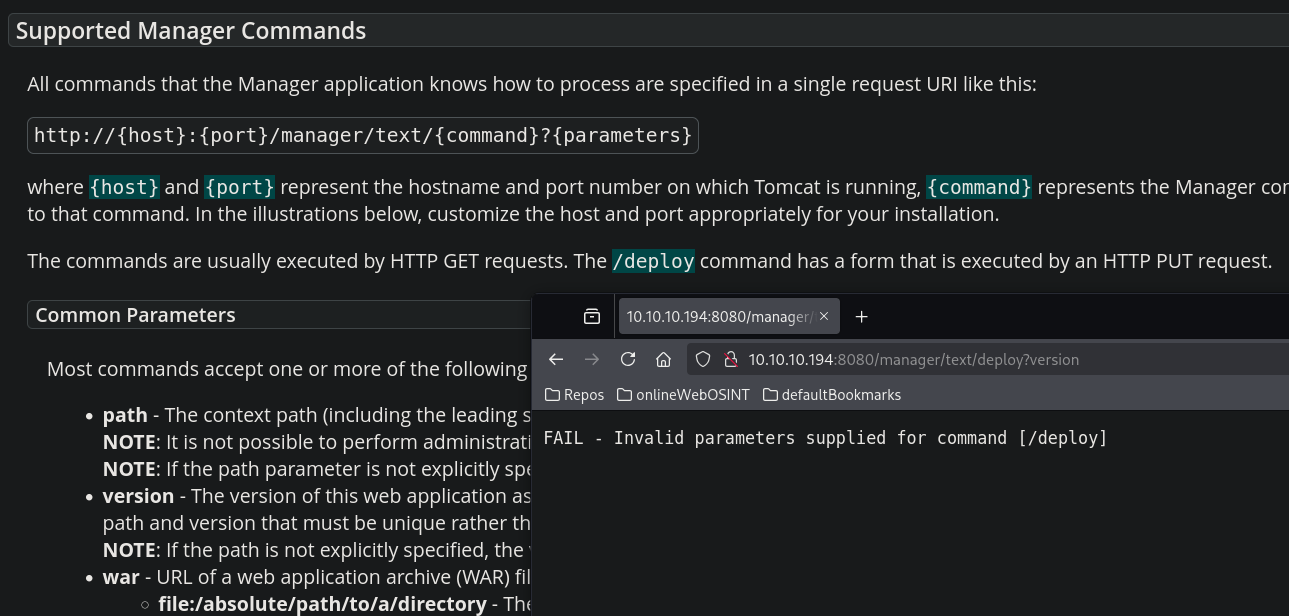 Supported Manager Commands
All commands that the Manager application knows how to process are specified in a single request URI like this:
http://{host}:{port}/manager/text/{command}?{parameters}
where {host} and {port} represent the hostname and port number on which Tomcat is running, {command} represents the Manager
to that command. In the illustrations below, customize the host and port appropriately for your installation.
The commands are usually executed by HTTP GET requests. The /deploy command has a form that is executed by an HTTP PUT request.
Common Parameters
Most commands accept one or more of the following
• path - The context path (including the leading
NOTE: It is not possible to perform
NOTE: If the path parameter is not explicitly
• version - The version of this web application as
path and version that must be unique rather
NOTE: If the path is not explicitly specified, the
• war - URL of a web application archive (WAR)
○ file:/absolute/path/to/a/directory -
10.10.10.194:8080/manager/
10.10.10.194:8080/manager/text/deploy?version
Repos onlineWebOSINT defaultBookmarks
FAIL - Invalid parameters supplied for command [/deploy]